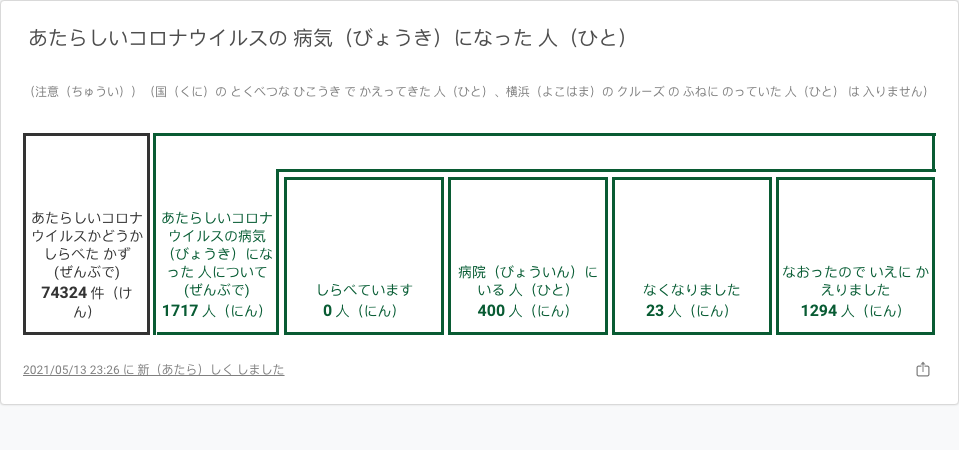 あたらしいコロナウイルスの 病気（びょうき）になった 人（ひと）
（注意（ちゅうい））（国（くに）の とくべつな ひこうき で かえってきた 人（ひと）、横浜（よこはま）の クルーズ の ふねに のっていた 人（ひと） は 入りません）
あたらしいコロナ
ウイルスかどうか
しらべた かず
(ぜんぶで)
74324 件（け
ん）
あたらしいコロナ
ウイルスの病気
（びょうき）にな
った 人について
(ぜんぶで)
1717 人（にん）
しらべています
0 人（にん）
病院（びょういん）に
いる 人（ひと）
400 人（にん）
なくなりました
23 人（にん）
なおったので いえに か
えりました
1294 人（にん）
2021/05/13 23:26 に 新（あたら）しく しました